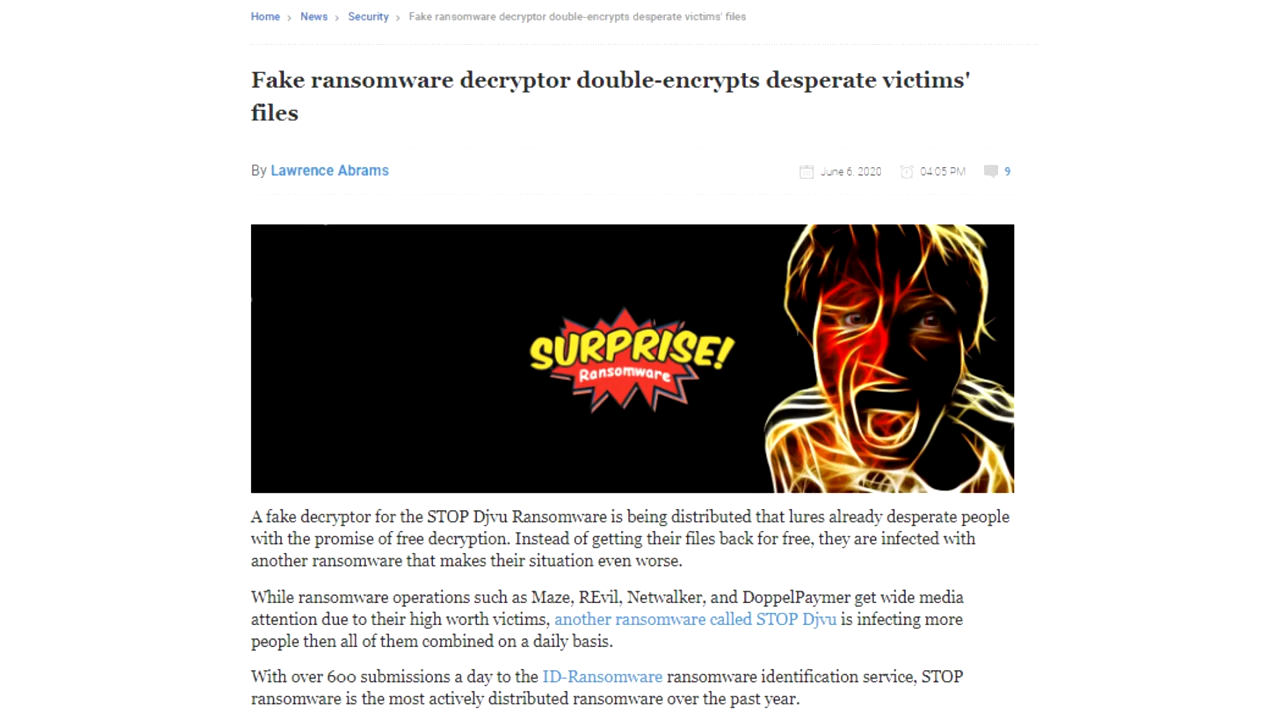 Home › News › Security › Fake ransomware decryptor double-encrypts desperate victims' files
Fake ransomware decryptor double-encrypts desperate victims'
files
By Lawrence Abrams June 6, 2020 04:05 PM 9
SURPRISE!
Ransomware
A fake decryptor for the STOP Djvu Ransomware is being distributed that lures already desperate people
with the promise of free decryption. Instead of getting their files back for free, they are infected with
another ransomware that makes their situation even worse.
While ransomware operations such as Maze, REvil, Netwalker, and DoppelPaymer get wide media
attention due to their high worth victims, another ransomware called STOP Djvu is infecting more
people then all of them combined on a daily basis.
With over 600 submissions a day to the ID-Ransomware ransomware identification service, STOP
ransomware is the most actively distributed ransomware over the past year.